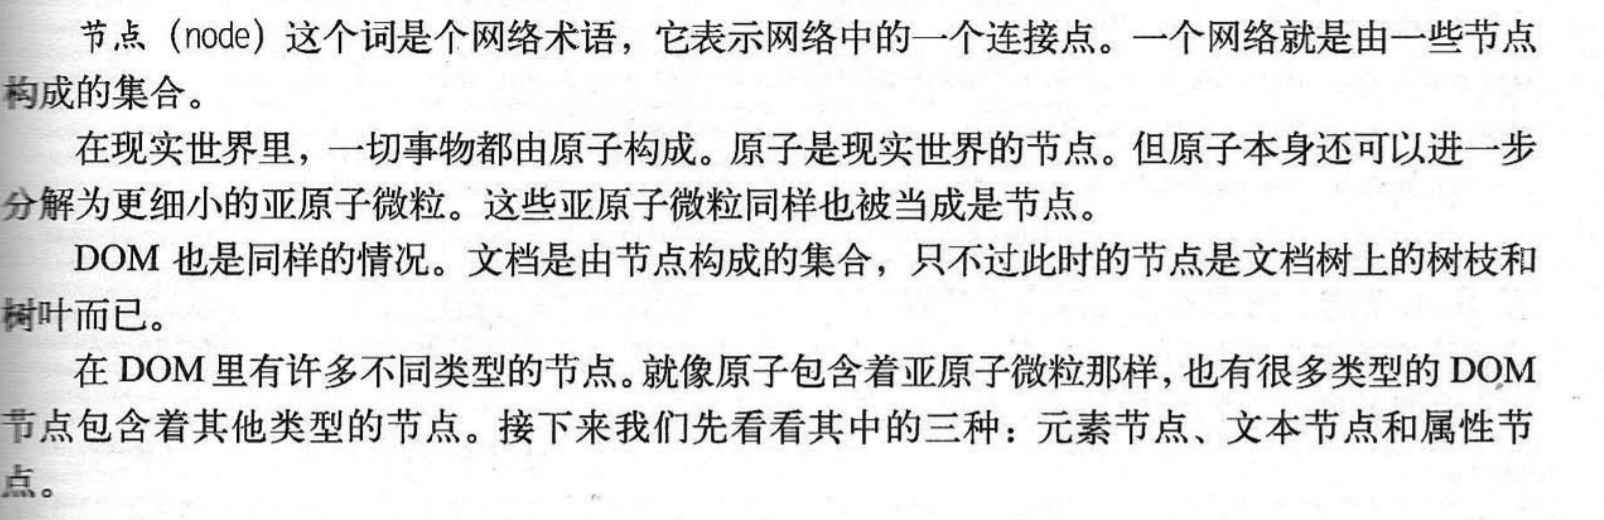 节点（node）这个词是个网络术语，它表示网络中的一个连接点。一个网络就是由一些节点
构成的集合。
在现实世界里，一切事物都由原子构成。原子是现实世界的节点。但原子本身还可以进一步
分解为更细小的亚原子微粒。这些亚原子微粒同样也被当成是节点。
DOM 也是同样的情况。文档是由节点构成的集合，只不过此时的节点是文档树上的树枝和
树叶而已。
在 DOM 里有许多不同类型的节点。就像原子包含着亚原子微粒那样，也有很多类型的 DOM
节点包含着其他类型的节点。接下来我们先看看其中的三种：元素节点、文本节点和属性节
点。